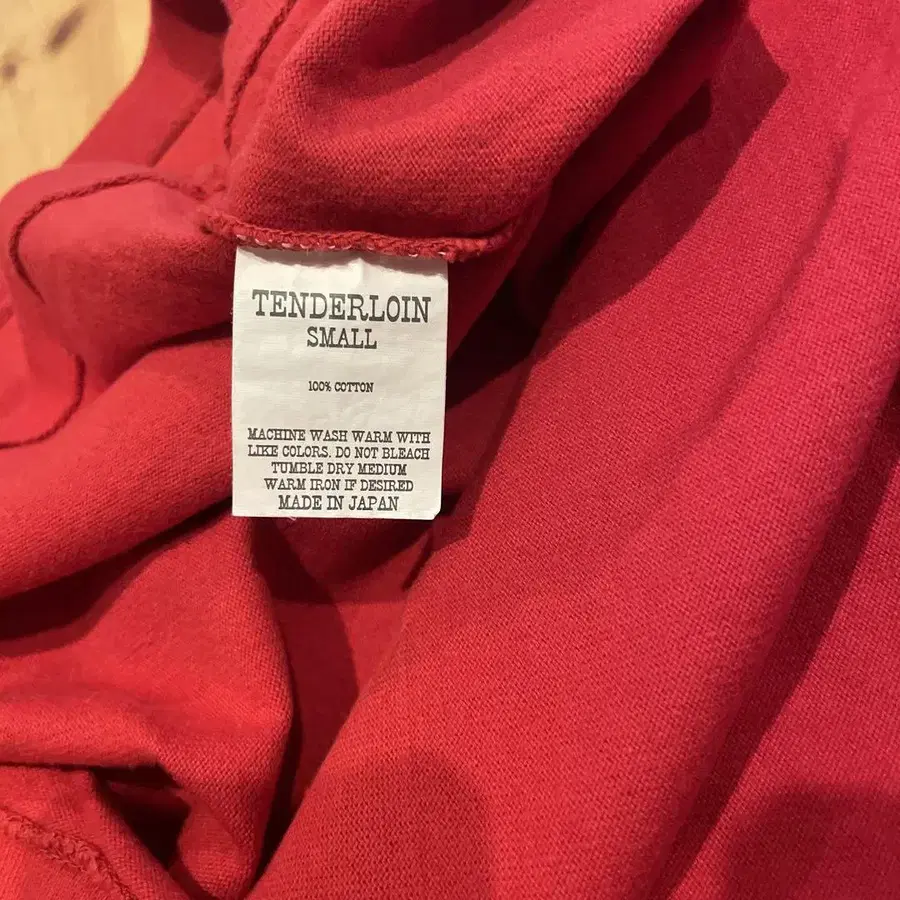 TENDERLOIN
SMALL
100% COTTON
MACHINE WASH WARM WITH
LIKE COLORS. DO NOT BLEACH
TUMBLE DRY MEDIUM
WARM IRON IF DESIRED
MADE IN JAPAN